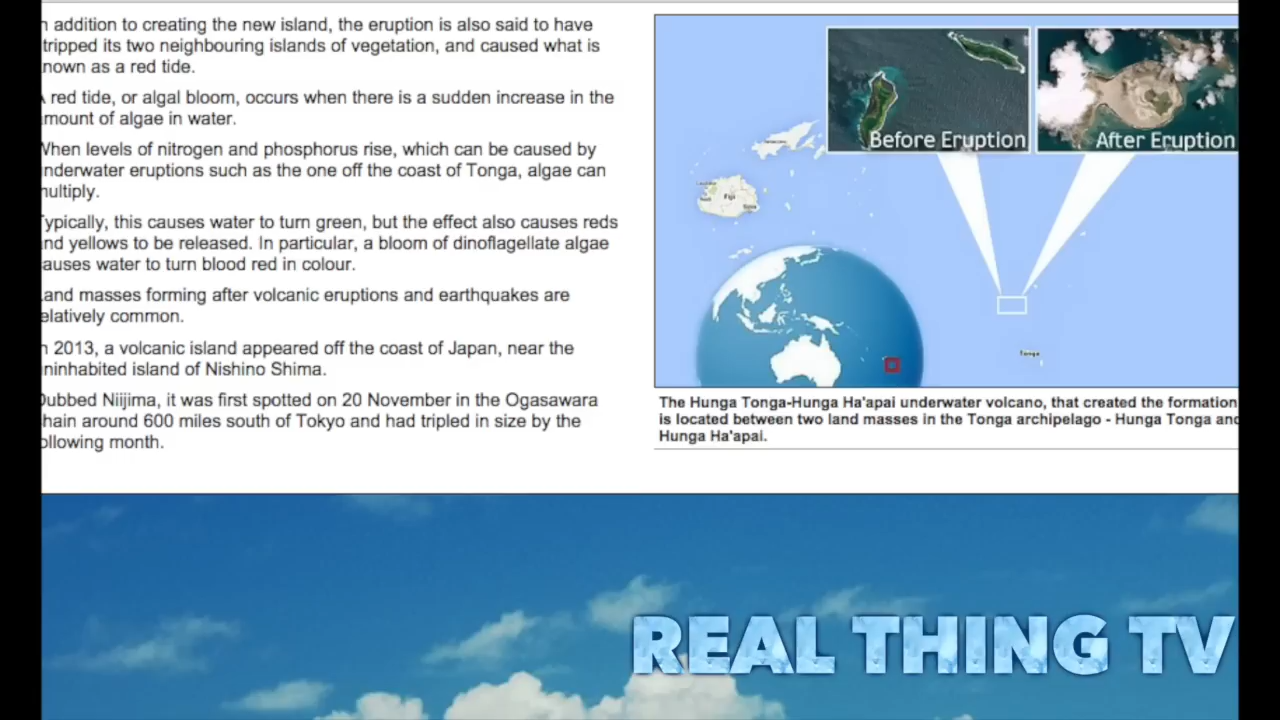 n addition to creating the new island, the eruption is also said to have
tripped its two neighbouring islands of vegetation, and caused what is
nown as a red tide.
A red tide, or algal bloom, occurs when there is a sudden increase in the
mount of algae in water.
When levels of nitrogen and phosphorus rise, which can be caused by
nderwater eruptions such as the one off the coast of Tonga, algae can
ultiply.
Typically, this causes water to turn green, but the effect also causes reds
nd yellows to be released. In particular, a bloom of dinoflagellate algae
auses water to turn blood red in colour.
Land masses forming after volcanic eruptions and earthquakes are
elatively common.
n 2013, a volcanic island appeared off the coast of Japan, near the
ninhabited island of Nishino Shima.
Dubbed Niijima, it was first spotted on 20 November in the Ogasawara
hain around 600 miles south of Tokyo and had tripled in size by the
ollowing month.
Before Eruption
After Eruption
Fiji
Tonga
The Hunga Tonga-Hunga Ha'apai underwater volcano, that created the formation
is located between two land masses in the Tonga archipelago - Hunga Tonga and
Hunga Ha'apai.
REAL THING TV